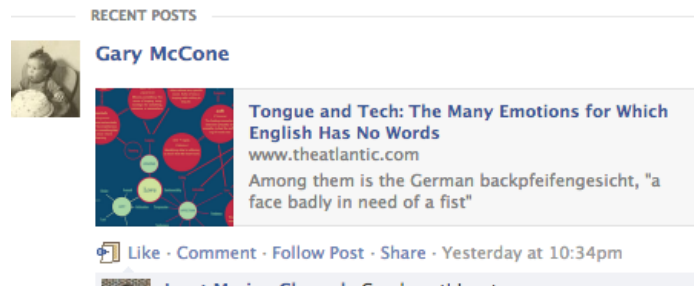 RECENT POSTS
Gary McCone
Tongue and Tech: The Many Emotions for Which
English Has No Words
www.theatlantic.com
Among them is the German backpfeifengesicht, "a
face badly in need of a fist"
Like · Comment · Follow Post · Share · Yesterday at 10:34pm